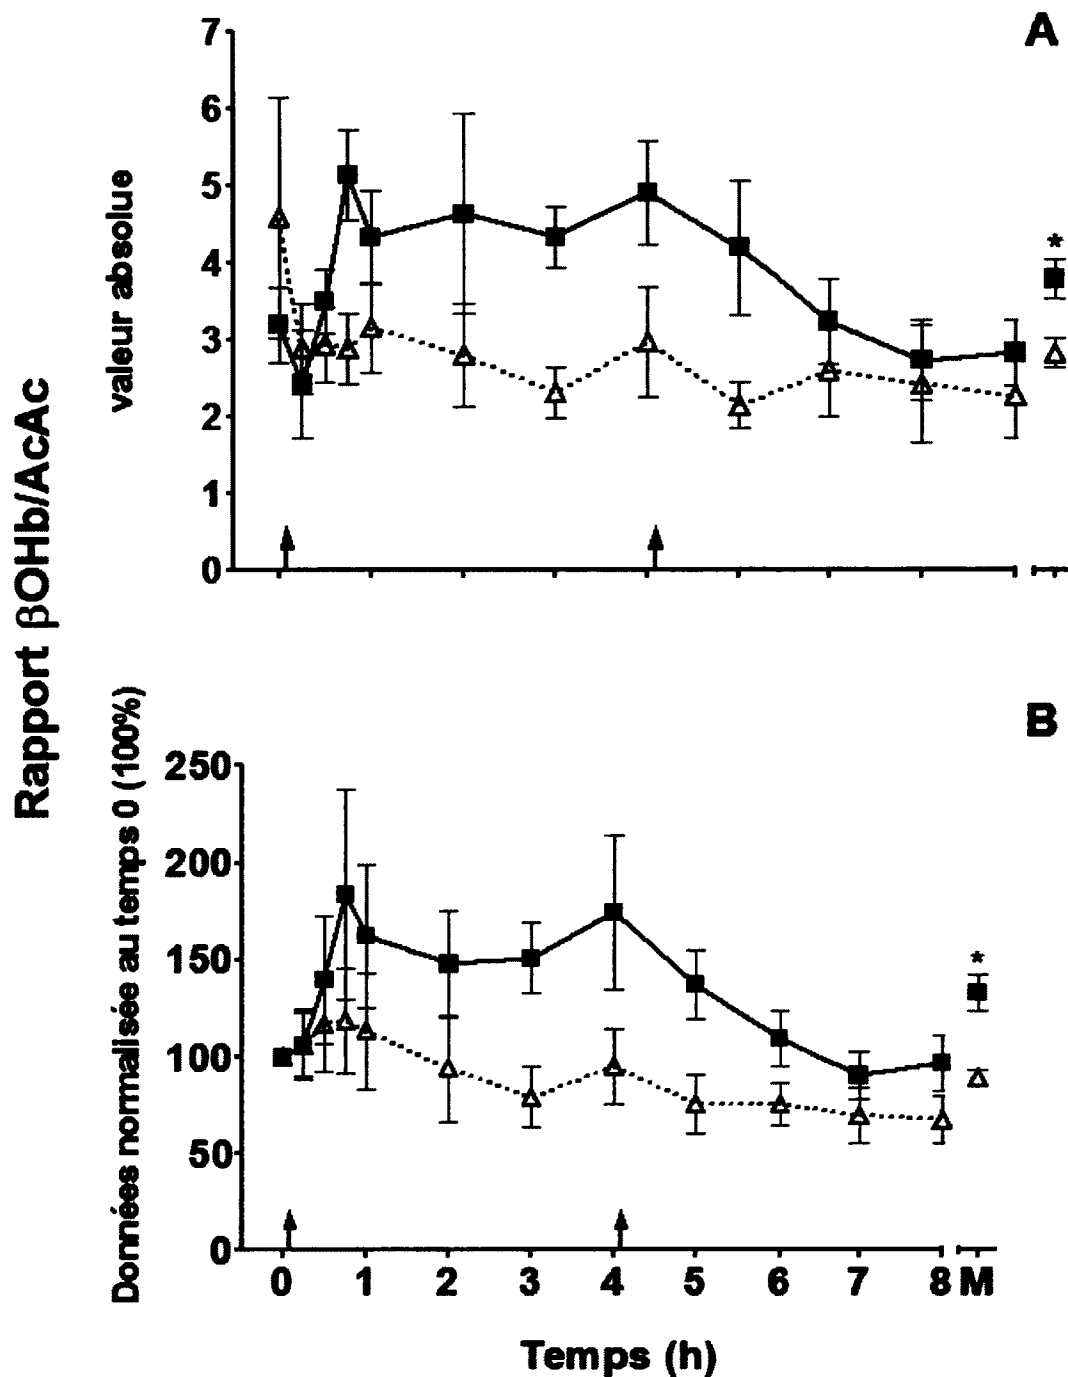 A
7
6
5
4
3
2
1
0
valeur absolue
*
Rapport βOHb/AcAc
B
250
200
150
100
50
0
Données normalisée au temps 0 (100%)
*
0 1 2 3 4 5 6 7 8 M
Temps (h)